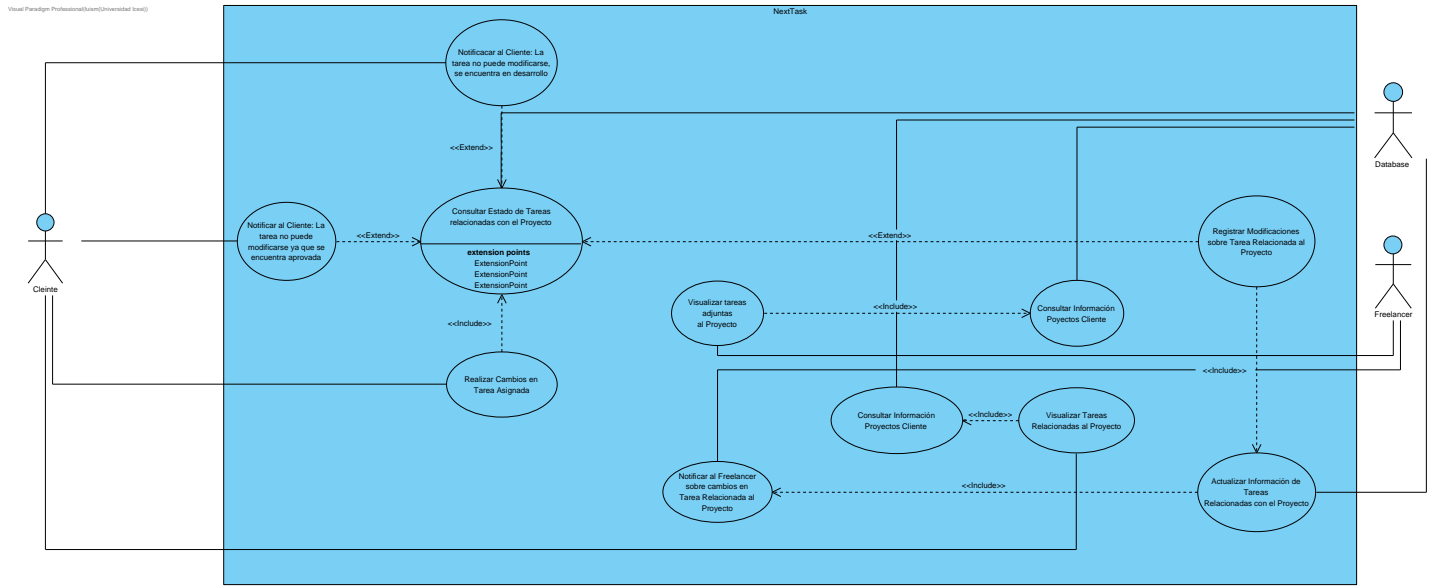 Visual Paradigm Professional(luism(Universidad Icesi))
NextTask
Notificacar al Cliente: La
tarea no puede modificarse,
se encuentra en desarrollo
<<Extend>>
Database
Consultar Estado de Tareas
relacionadas con el Proyecto
extension points
ExtensionPoint
ExtensionPoint
ExtensionPoint
Notificar al Cliente: La
tarea no puede
modificarse ya que se
encuentra aprovada
<<Extend>>
<<Extend>>
Registrar Modificaciones
sobre Tarea Relacionada al
Proyecto
Cleinte
Visualizar tareas
adjuntas
al Proyecto
<<Include>>
Consultar Información
Poyectos Cliente
Freelancer
<<Include>>
Realizar Cambios en
Tarea Asignada
<<Include>>
Consultar Información
Proyectos Cliente
<<Include>>
Visualizar Tareas
Relacionadas al Proyecto
Notificar al Freelancer
sobre cambios en
Tarea Relacionada al
Proyecto
<<Include>>
Actualizar Información de
Tareas
Relacionadas con el Proyecto